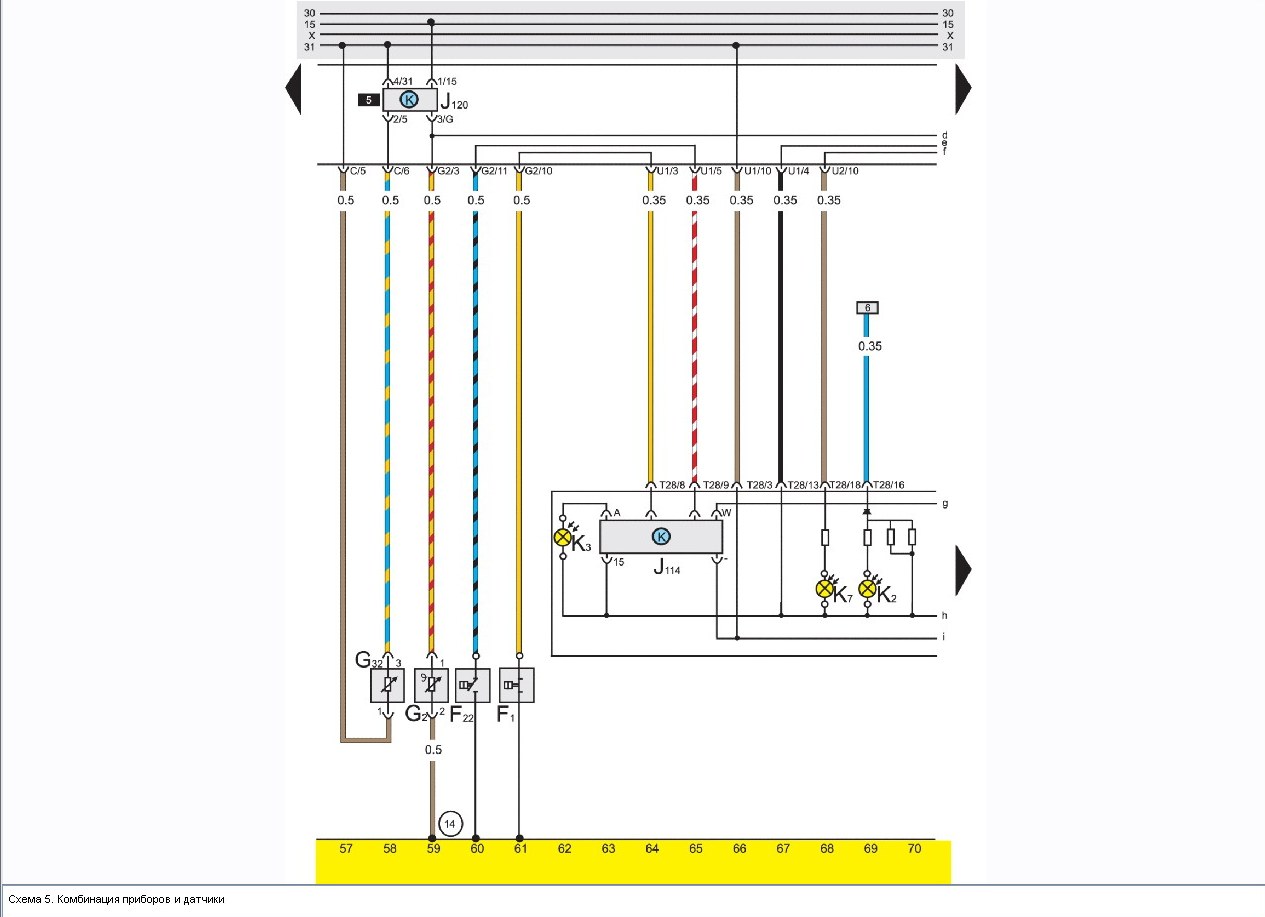 30 30
15 15
X X
31 31
4/31 1/15
5 K J120
2/5 3/G
d
e
f
C/5 C/6 G2/3 G2/11 G2/10 U1/3 U1/5 U1/10 U1/4 U2/10
0.5 0.5 0.5 0.5 0.5 0.35 0.35 0.35 0.35 0.35
6
0.35
T28/8 T28/9 T28/3 T28/13 T28/18 T28/16
g
A W
K3 K
15 -
J114
K7 K2
h
i
G32 3 1
9
1 G2 2 F22 F1
0.5
14
57 58 59 60 61 62 63 64 65 66 67 68 69 70
Схема 5. Комбинация приборов и датчики